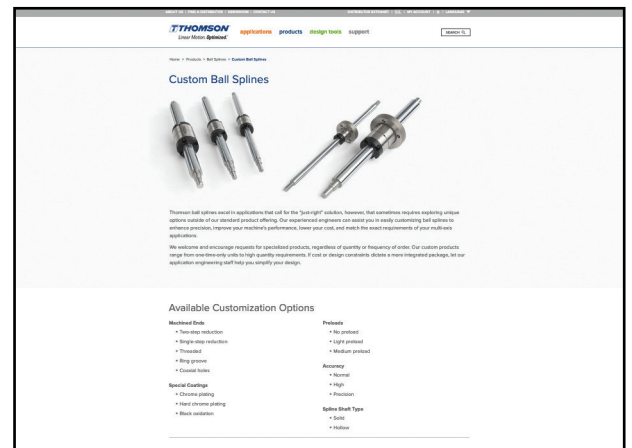 ABOUT US | FIND A DISTRIBUTOR | NEWSROOM | CONTACT US
THOMSON
Linear Motion. Optimized.
applications products design tools support
SEARCH
Home > Products > Ball Splines > Custom Ball Splines
Custom Ball Splines
Thomson ball splines excel in applications that call for the "just-right" solution, however, that sometimes requires exploring unique
options outside of our standard product offering. Our experienced engineers can assist you in easily customizing ball splines to
enhance precision, improve your machine's performance, lower your cost, and match the exact requirements of your multi-axis
applications.
We welcome and encourage requests for specialized products, regardless of quantity or frequency of order. Our custom products
range from one-time-only units to high quantity requirements. If cost or design constraints dictate a more integrated package, let our
application engineering staff help you simplify your design.
Available Customization Options
Machined Ends
• Two-step reduction
• Single-step reduction
• Threaded
• Ring groove
• Coaxial holes
Special Coatings
• Chrome plating
• Hard chrome plating
• Black oxidation
Preloads
• No preload
• Light preload
• Medium preload
Accuracy
• Normal
• High
• Precision
Spline Shaft Type
• Solid
• Hollow